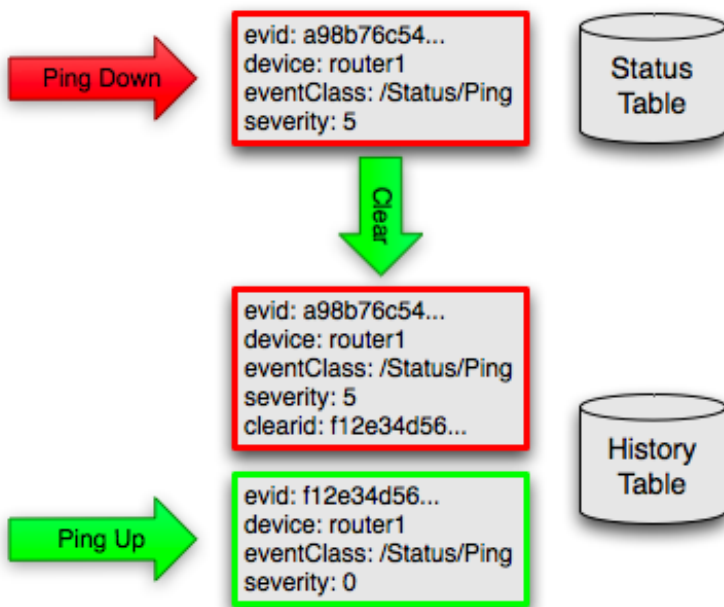 Ping Down
evid: a98b76c54...
device: router1
eventClass: /Status/Ping
severity: 5
Status
Table
Clear
evid: a98b76c54...
device: router1
eventClass: /Status/Ping
severity: 5
clearid: f12e34d56...
History
Table
Ping Up
evid: f12e34d56...
device: router1
eventClass: /Status/Ping
severity: 0